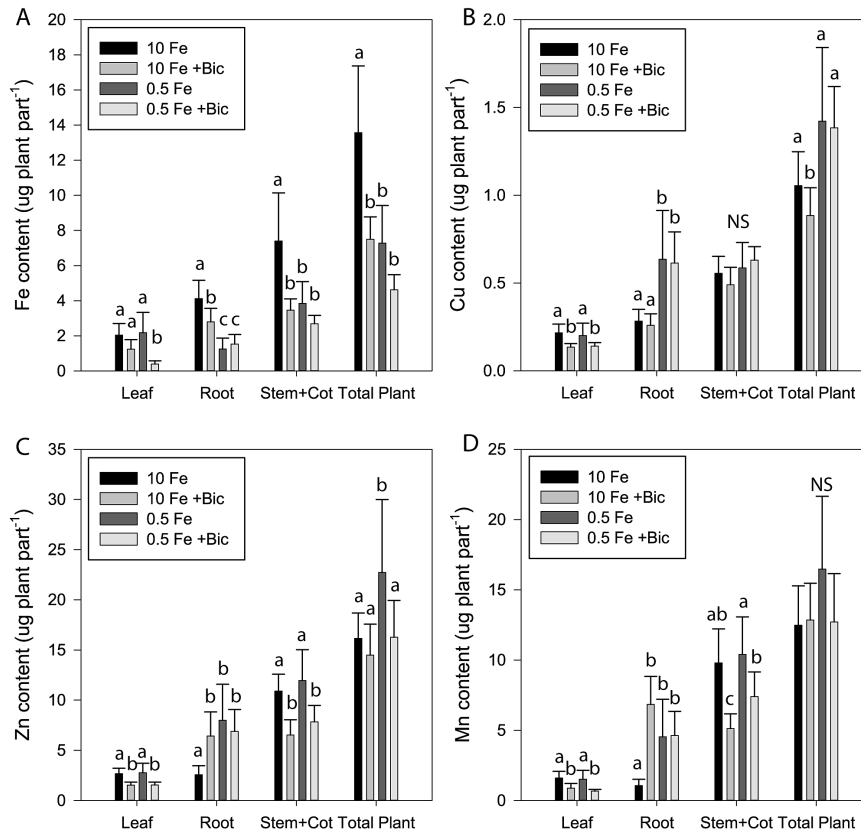 A
Fe content (ug plant part-1)
20
18
16
14
12
10
8
6
4
2
0
10 Fe
10 Fe +Bic
0.5 Fe
0.5 Fe +Bic
a a a b
a b c c
a b b b
a b b b
Leaf Root Stem+Cot Total Plant
B
Cu content (ug plant part-1)
2.0
1.5
1.0
0.5
0.0
10 Fe
10 Fe +Bic
0.5 Fe
0.5 Fe +Bic
a b a b
a a b b
NS
a b a a
Leaf Root Stem+Cot Total Plant
C
Zn content (ug plant part-1)
35
30
25
20
15
10
5
0
10 Fe
10 Fe +Bic
0.5 Fe
0.5 Fe +Bic
a b a b
a b b b
a b a b
a a b a
Leaf Root Stem+Cot Total Plant
D
Mn content (ug plant part-1)
25
20
15
10
5
0
10 Fe
10 Fe +Bic
0.5 Fe
0.5 Fe +Bic
a b a b
a b b b
ab c a b
NS
Leaf Root Stem+Cot Total Plant